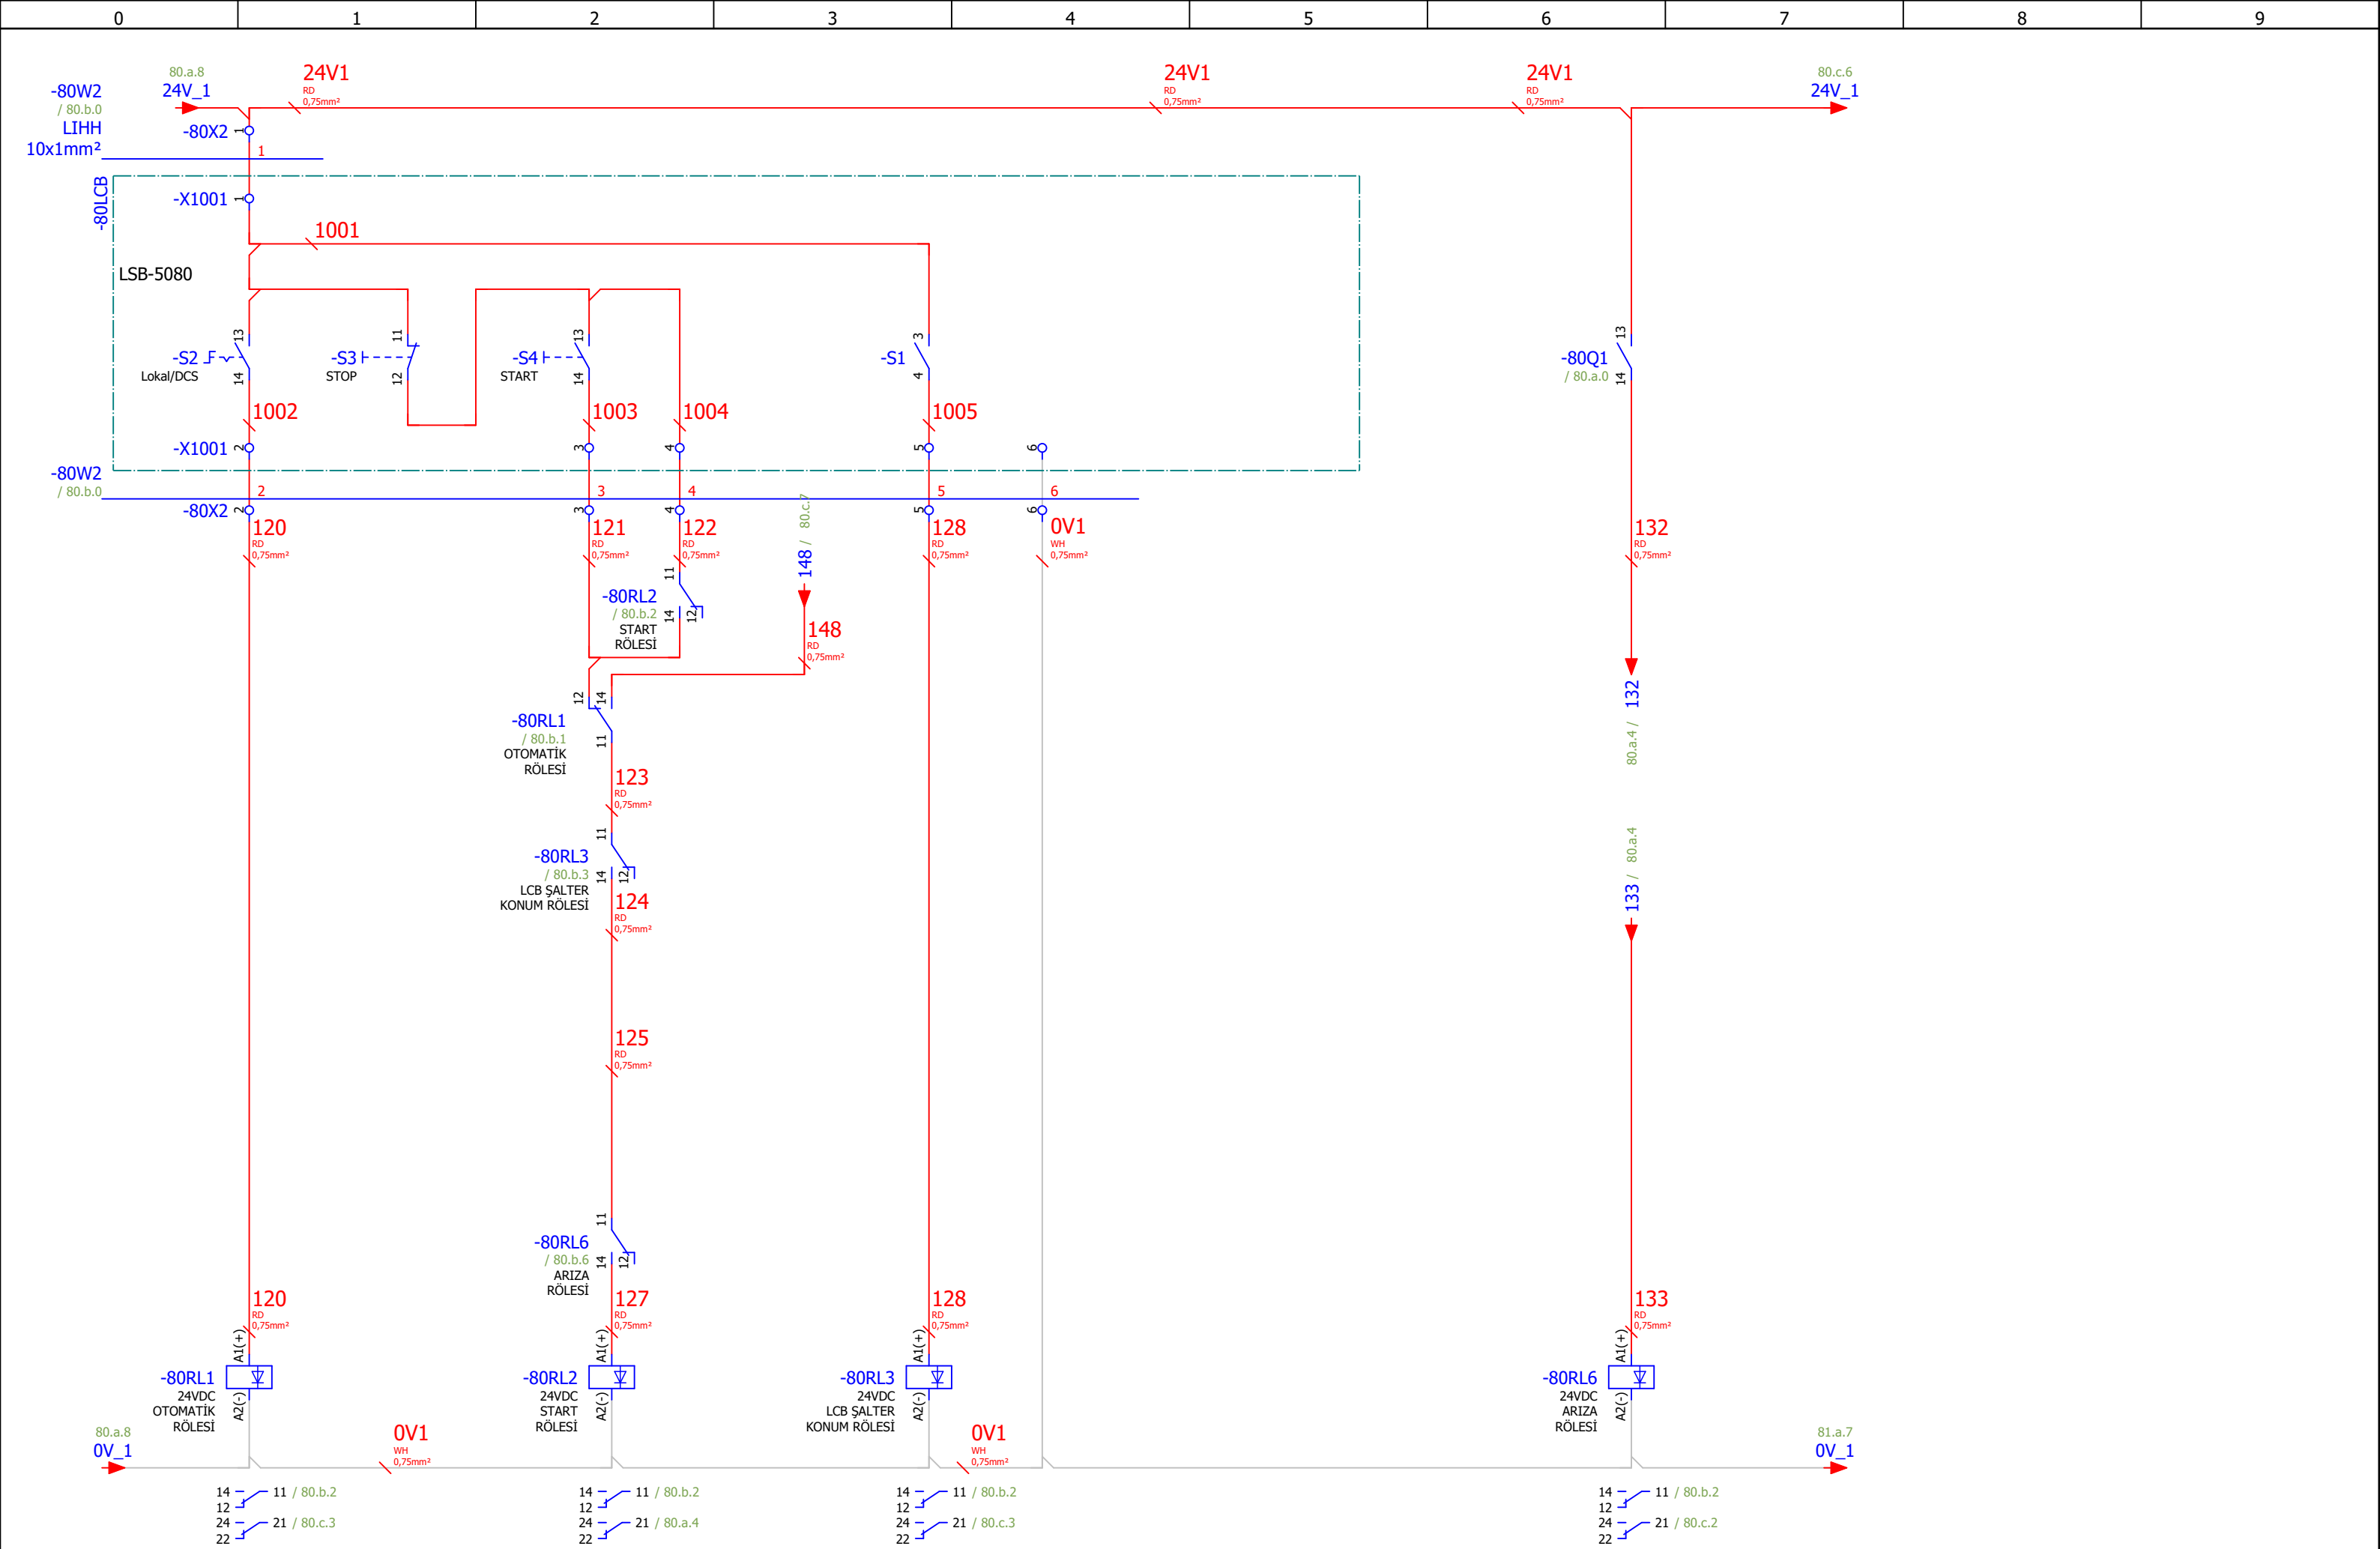 0 1 2 3 4 5 6 7 8 9
80.a.8
24V_1
24V1
RD
0,75mm²
24V1
RD
0,75mm²
24V1
RD
0,75mm²
80.c.6
24V_1
-80W2
/ 80.b.0
LIHH
10x1mm²
-80X2 1
1
-80LCB
-X1001 1
1001
LSB-5080
-S2
Lokal/DCS
13
14
-S3
STOP
11
12
-S4
START
13
14
-S1
3
4
-80Q1
/ 80.a.0
13
14
1002
1003
1004
1005
-X1001 2 3 4 5 6
-80W2
/ 80.b.0
2 3 4 5 6
-80X2 2 3 4 5 6
120
RD
0,75mm²
121
RD
0,75mm²
122
RD
0,75mm²
148 / 80.c.7
128
RD
0,75mm²
0V1
WH
0,75mm²
132
RD
0,75mm²
-80RL2
/ 80.b.2
START
RÖLESİ
11
14 12
148
RD
0,75mm²
12 14
-80RL1
/ 80.b.1
OTOMATİK
RÖLESİ
11
80.a.4 / 132
123
RD
0,75mm²
-80RL3
/ 80.b.3
LCB ŞALTER
KONUM RÖLESİ
11
14 12
133 / 80.a.4
124
RD
0,75mm²
125
RD
0,75mm²
-80RL6
/ 80.b.6
ARIZA
RÖLESİ
11
14 12
120
RD
0,75mm²
127
RD
0,75mm²
128
RD
0,75mm²
133
RD
0,75mm²
-80RL1
24VDC
OTOMATİK
RÖLESİ
A1(+)
A2(-)
-80RL2
24VDC
START
RÖLESİ
A1(+)
A2(-)
-80RL3
24VDC
LCB ŞALTER
KONUM RÖLESİ
A1(+)
A2(-)
-80RL6
24VDC
ARIZA
RÖLESİ
A1(+)
A2(-)
80.a.8
0V_1
0V1
WH
0,75mm²
0V1
WH
0,75mm²
81.a.7
0V_1
14 11 / 80.b.2
12
24 21 / 80.c.3
22
14 11 / 80.b.2
12
24 21 / 80.a.4
22
14 11 / 80.b.2
12
24 21 / 80.c.3
22
14 11 / 80.b.2
12
24 21 / 80.c.2
22